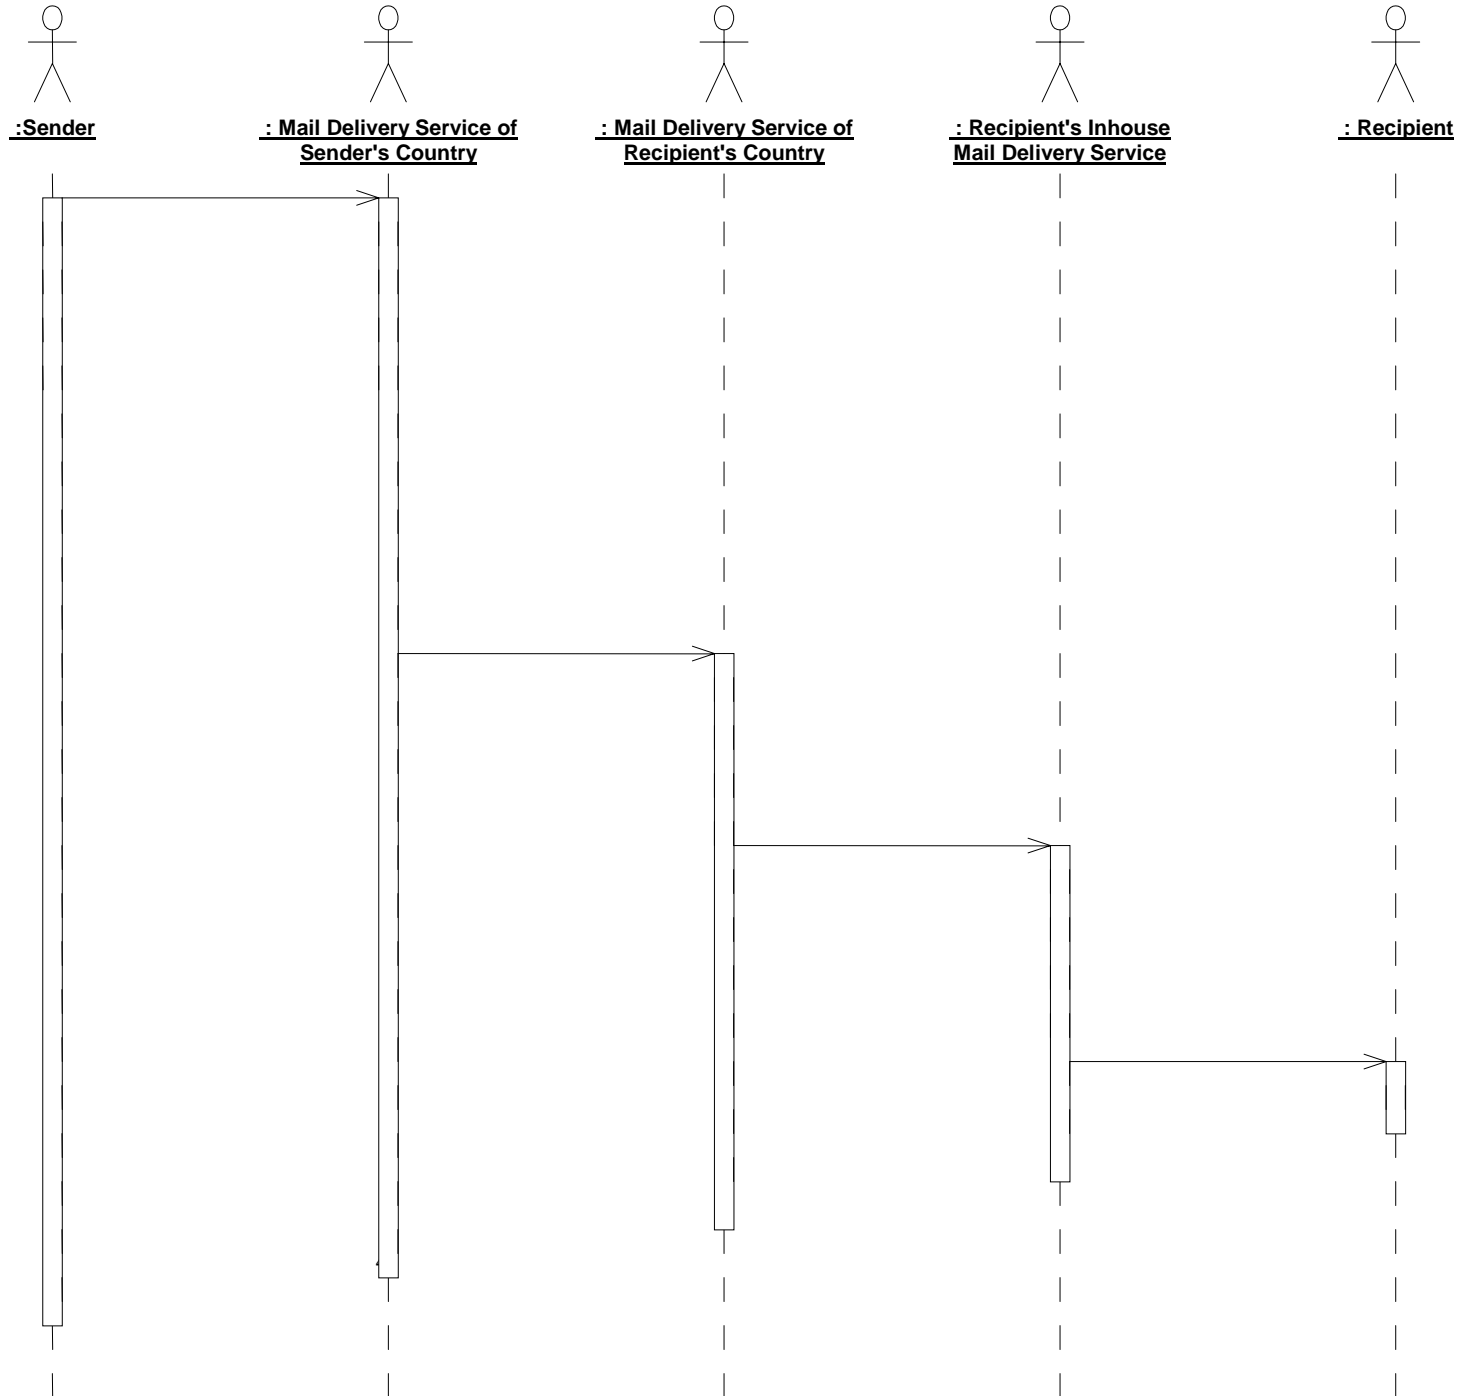 :Sender
: Mail Delivery Service of
Sender's Country
: Mail Delivery Service of
Recipient's Country
: Recipient's Inhouse
Mail Delivery Service
: Recipient